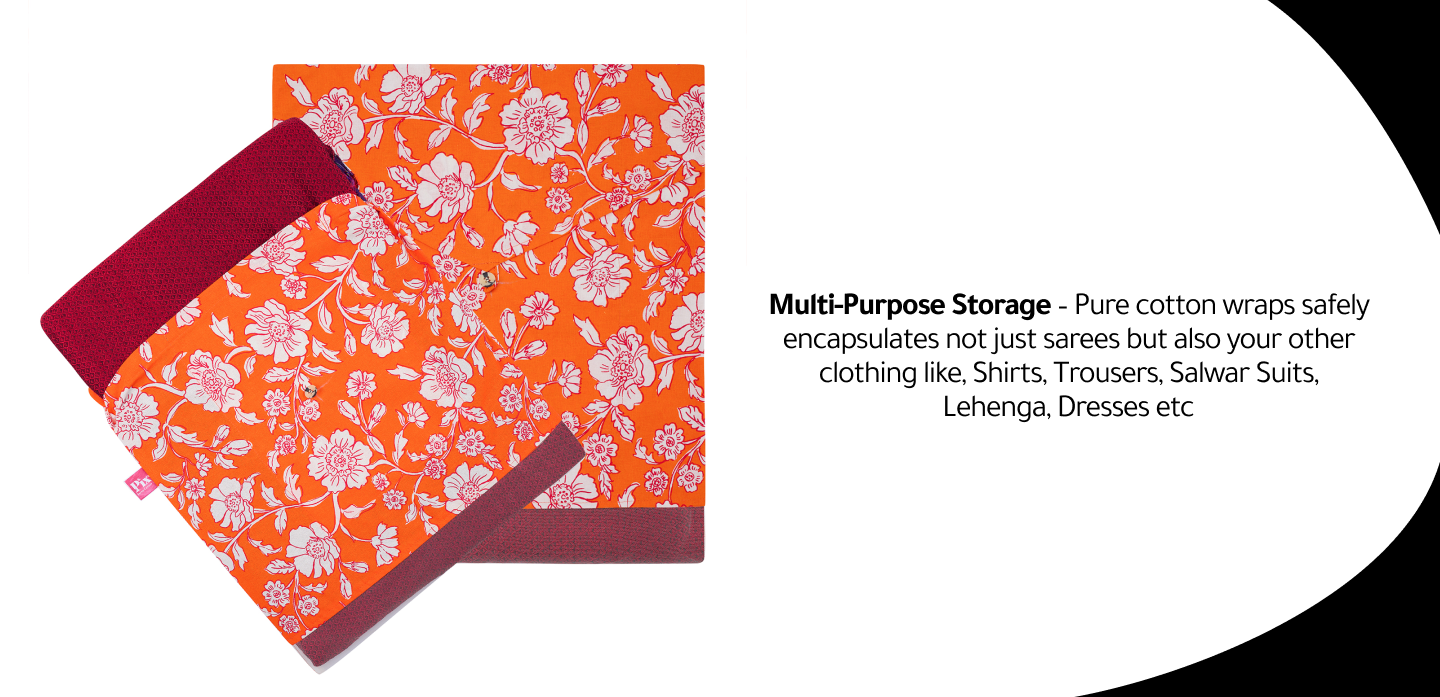 Multi-Purpose Storage - Pure cotton wraps safely
encapsulates not just sarees but also your other
clothing like, Shirts, Trousers, Salwar Suits,
Lehenga, Dresses etc